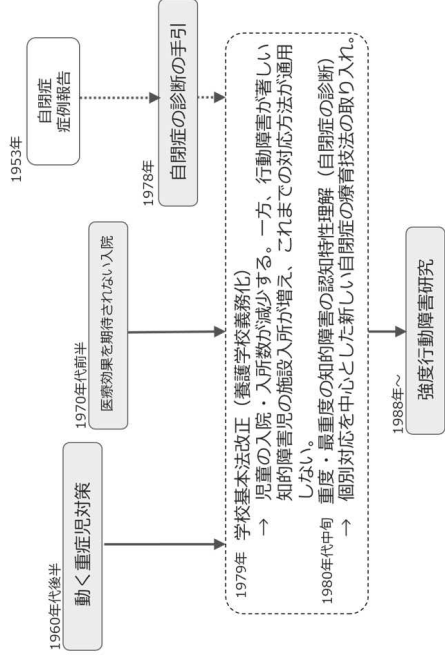 1960年代後半
動く重症児対策
1970年代前半
医療効果を期待されない入院
1953年
自閉症
症例報告
1978年
自閉症の診断の手引
1979年 学校基本法改正（養護学校義務化）
→ 児童の入院・入所数が減少する。一方、行動障害が著しい
知的障害児の施設入所が増え、これまでの対応方法が通用
しない。
1980年代中旬 重度・最重度の知的障害の認知特性理解（自閉症の診断）
→ 個別対応を中心とした新しい自閉症の療育技法の取り入れ。
1988年～
強度行動障害研究